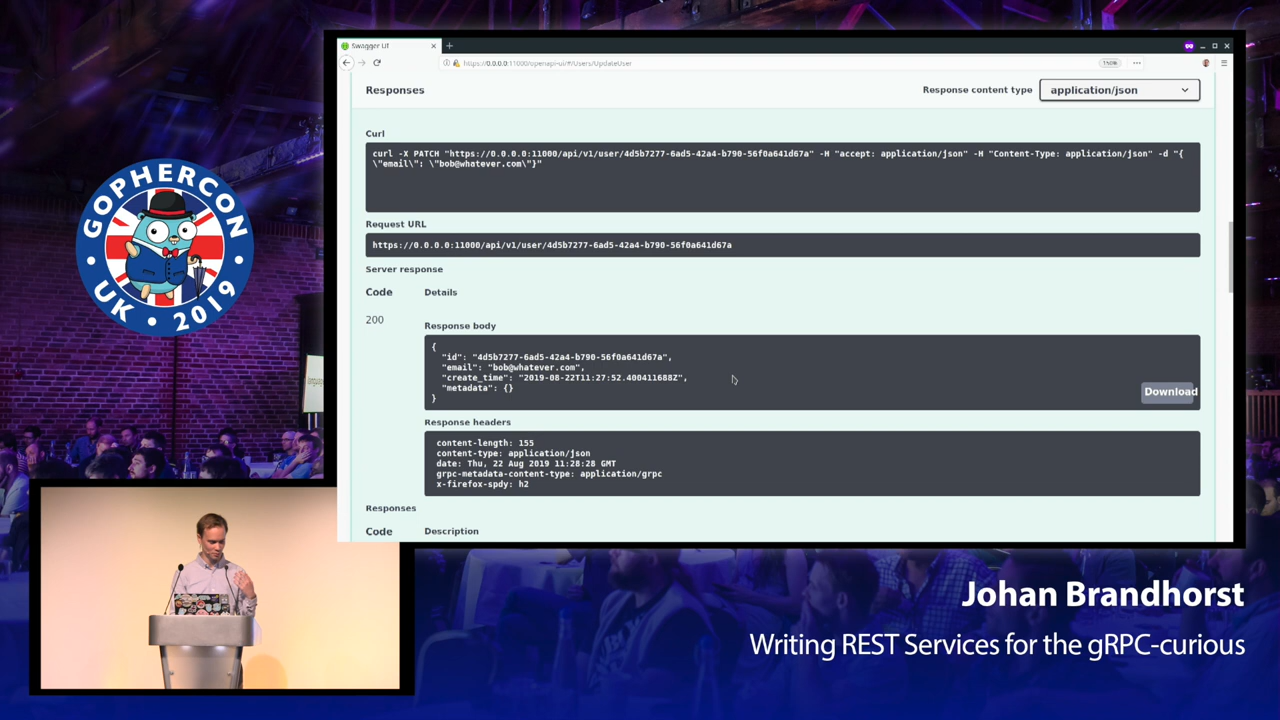 GOPHERCON
UK 2019
Swagger UI
https://0.0.0.0:11000/openapi-ui/#/Users/UpdateUser
150%
Responses
Response content type
application/json
Curl
curl -X PATCH "https://0.0.0.0:11000/api/v1/user/4d5b7277-6ad5-42a4-b790-56f0a641d67a" -H "accept: application/json" -H "Content-Type: application/json" -d "{
\"email\": \"bob@whatever.com\"}"
Request URL
https://0.0.0.0:11000/api/v1/user/4d5b7277-6ad5-42a4-b790-56f0a641d67a
Server response
Code Details
200
Response body
{
"id": "4d5b7277-6ad5-42a4-b790-56f0a641d67a",
"email": "bob@whatever.com",
"create_time": "2019-08-22T11:27:52.400411688Z",
"metadata": {}
}
Download
Response headers
content-length: 155
content-type: application/json
date: Thu, 22 Aug 2019 11:28:28 GMT
grpc-metadata-content-type: application/grpc
x-firefox-spdy: h2
Responses
Code Description
Johan Brandhorst
Writing REST Services for the gRPC-curious